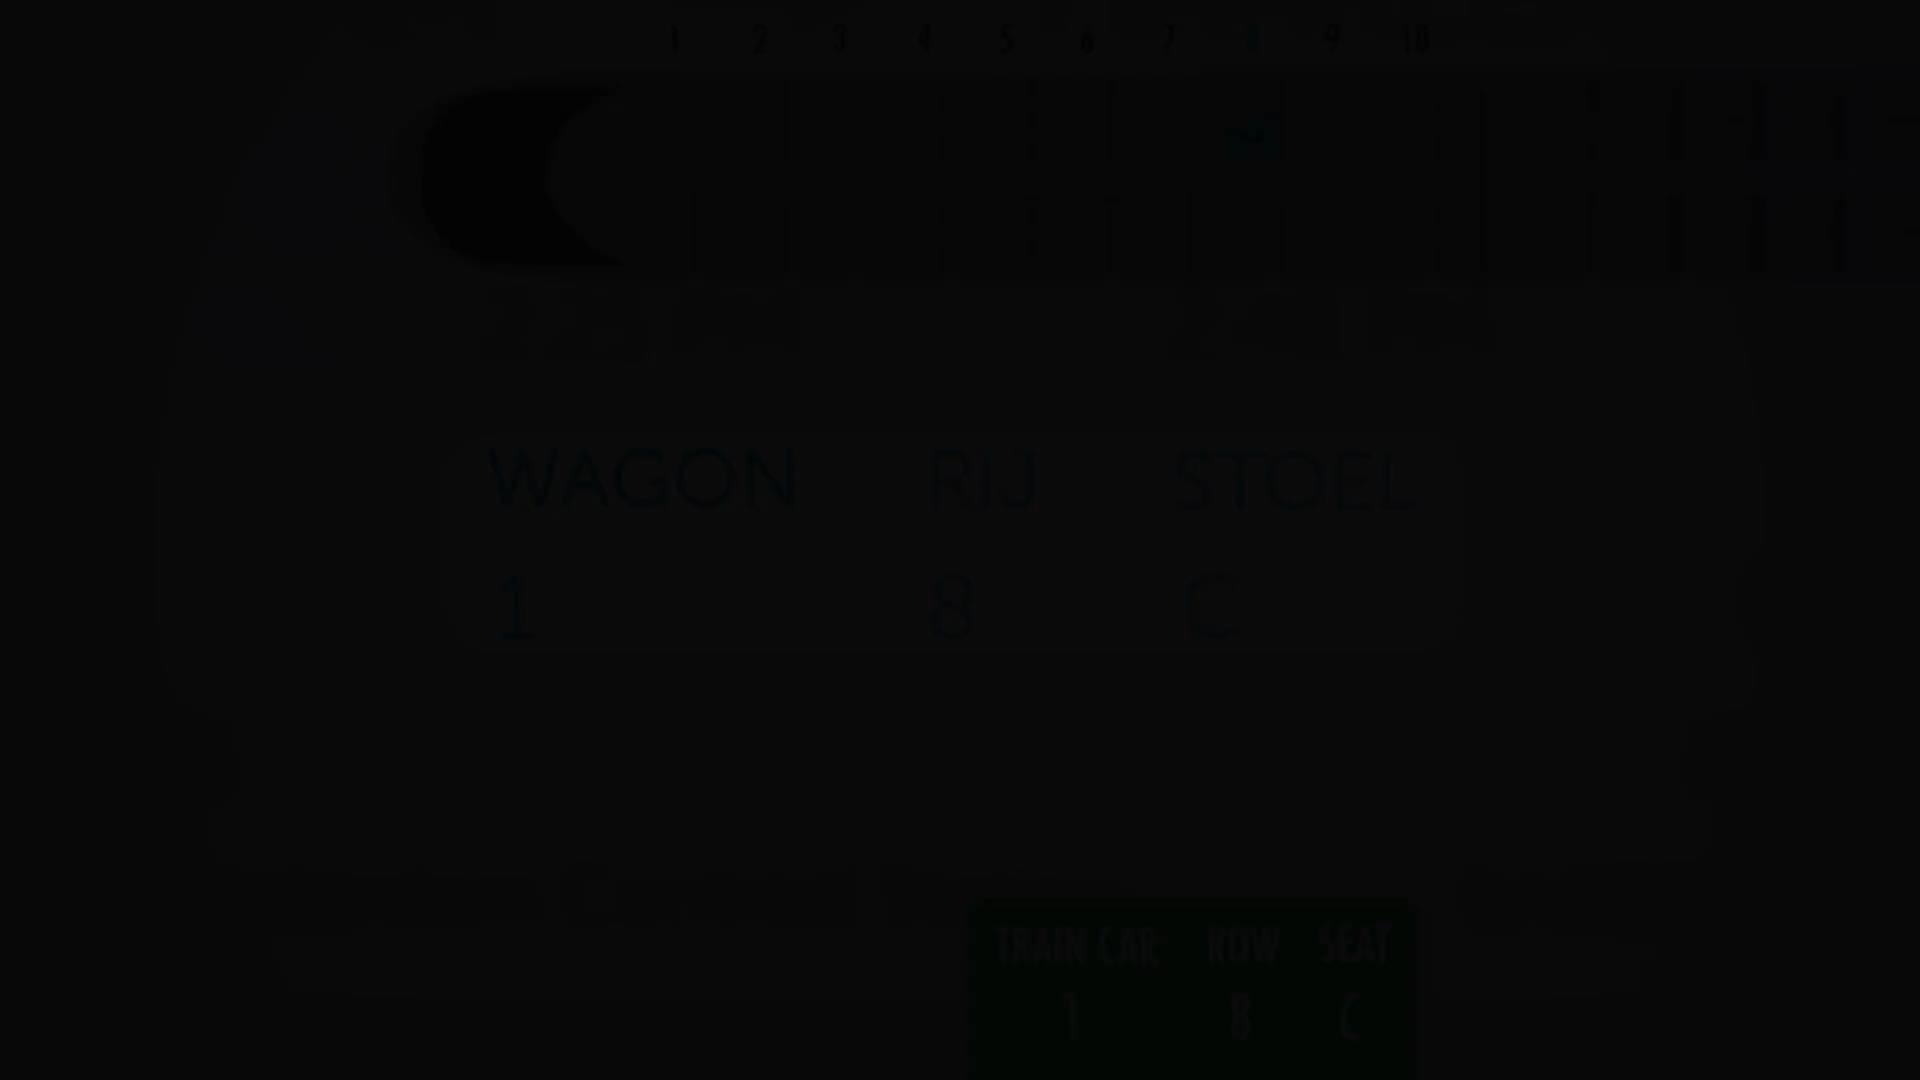 1 2 3 4 5 6 7 8 9 10
WAGON RIJ STOEL
1 8 C
TRAIN CAR ROW SEAT
1 8 C